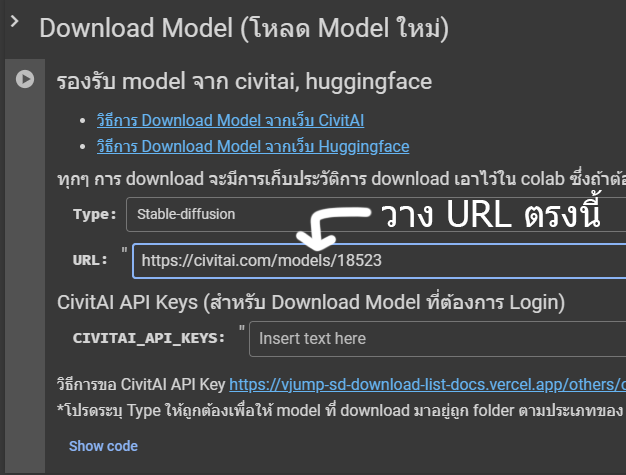 Download Model (โหลด Model ใหม่)
รองรับ model จาก civitai, huggingface
วิธีการ Download Model จากเว็บ CivitAI
วิธีการ Download Model จากเว็บ Huggingface
ทุกๆ การ download จะมีการเก็บประวัติการ download เอาไว้ใน colab ซึ่งถ้าต้อ
Type: Stable-diffusion
วาง URL ตรงนี้
URL: " https://civitai.com/models/18523
CivitAI API Keys (สำหรับ Download Model ที่ต้องการ Login)
CIVITAI_API_KEYS: " Insert text here
วิธีการขอ CivitAI API Key https://vjump-sd-download-list-docs.vercel.app/others/
*โปรดระบุ Type ให้ถูกต้องเพื่อให้ model ที่ download มาอยู่ถูก folder ตามประเภทของ
Show code